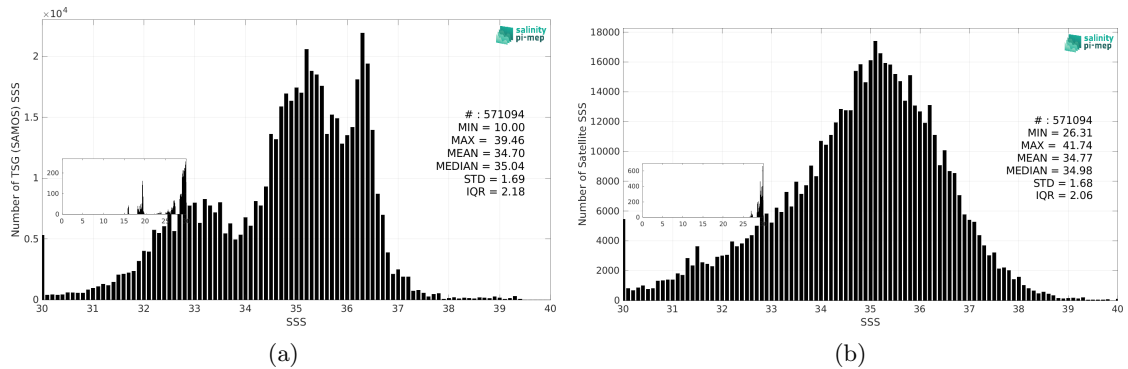 ×10⁴
salinity
pi-mep
# : 571094
MIN = 10.00
MAX = 39.46
MEAN = 34.70
MEDIAN = 35.04
STD = 1.69
IQR = 2.18
Number of TSG (SAMOS) SSS
2
1.5
1
0.5
0
200
100
0
0 5 10 15 20 25
30 31 32 33 34 35 36 37 38 39 40
SSS
(a)
salinity
pi-mep
# : 571094
MIN = 26.31
MAX = 41.74
MEAN = 34.77
MEDIAN = 34.98
STD = 1.68
IQR = 2.06
Number of Satellite SSS
18000
16000
14000
12000
10000
8000
6000
4000
2000
0
600
400
200
0
0 5 10 15 20 25
30 31 32 33 34 35 36 37 38 39 40
SSS
(b)